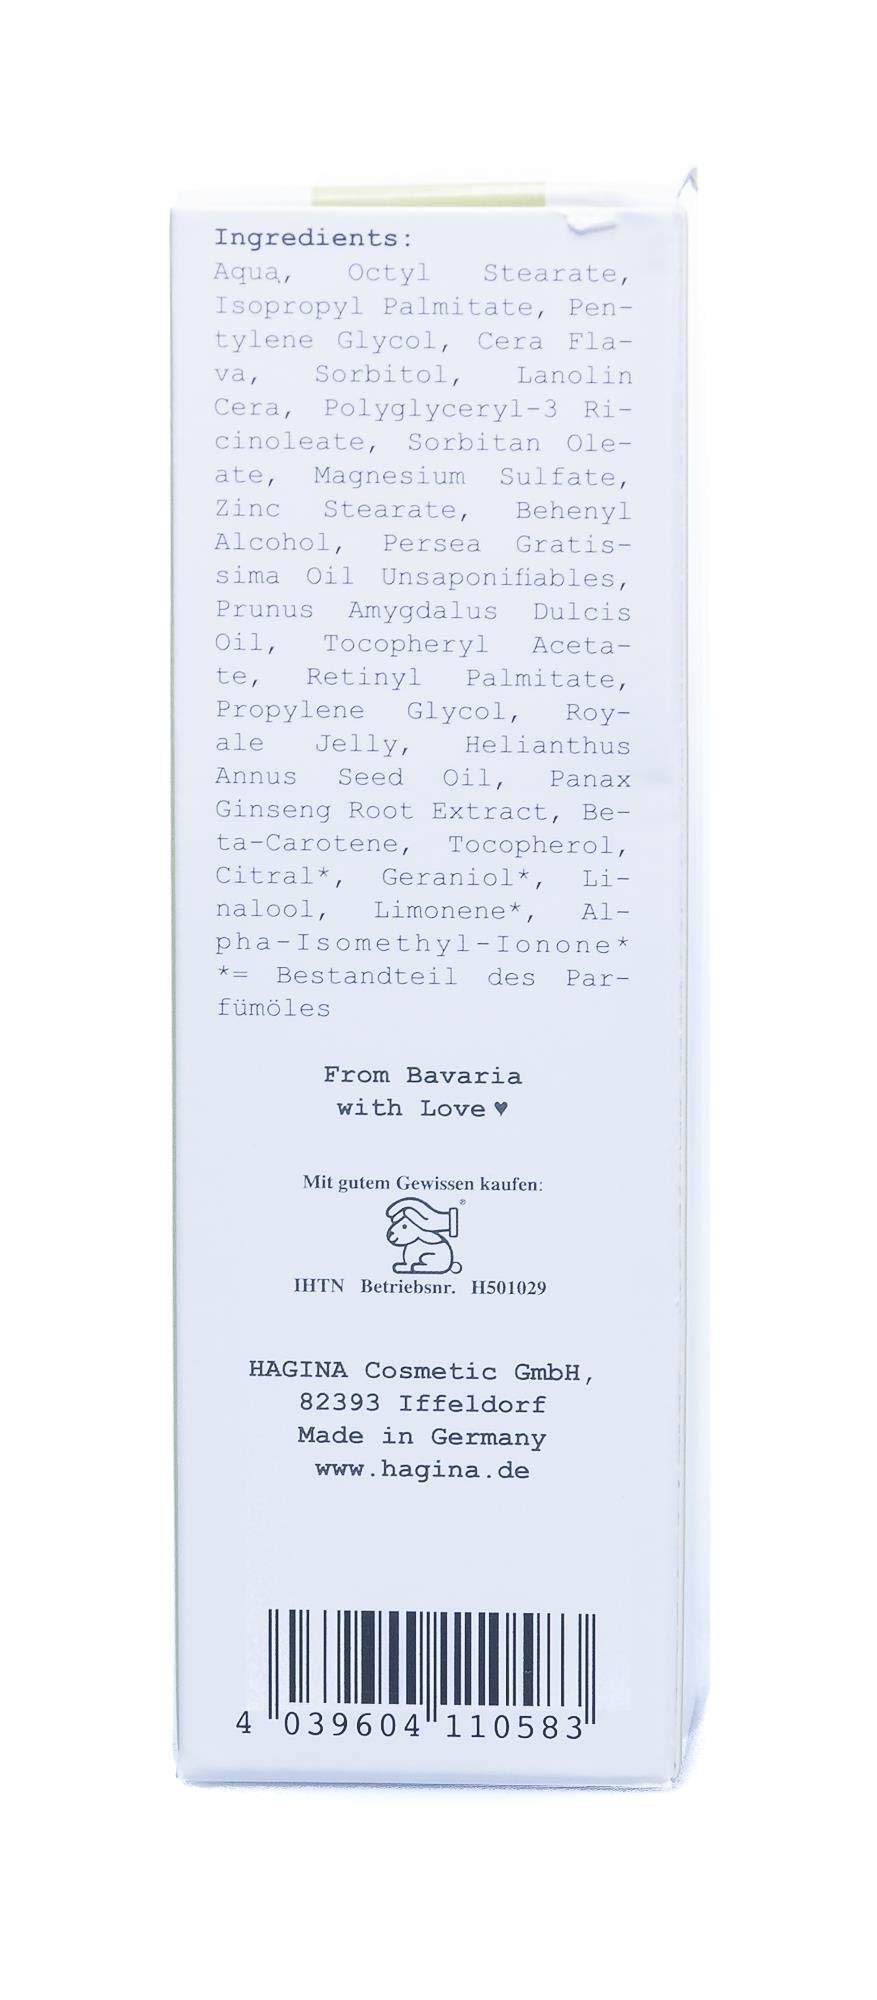 Ingredients:
Aqua, Octyl Stearate,
Isopropyl Palmitate, Pen-
tylene Glycol, Cera Fla-
va, Sorbitol, Lanolin
Cera, Polyglyceryl-3 Ri-
cinoleate, Sorbitan Ole-
ate, Magnesium Sulfate,
Zinc Stearate, Behenyl
Alcohol, Persea Gratis-
sima Oil Unsaponifiables,
Prunus Amygdalus Dulcis
Oil, Tocopheryl Aceta-
te, Retinyl Palmitate,
Propylene Glycol, Roy-
ale Jelly, Helianthus
Annus Seed Oil, Panax
Ginseng Root Extract, Be-
ta-Carotene, Tocopherol,
Citral*, Geraniol*, Li-
nalool, Limonene*, Al-
pha-Isomethyl-Ionone*
*= Bestandteil des Par-
fümöles
From Bavaria
with Love ♥
Mit gutem Gewissen kaufen:
®
IHTN Betriebsnr. H501029
HAGINA Cosmetic GmbH,
82393 Iffeldorf
Made in Germany
www.hagina.de
4 039604 110583